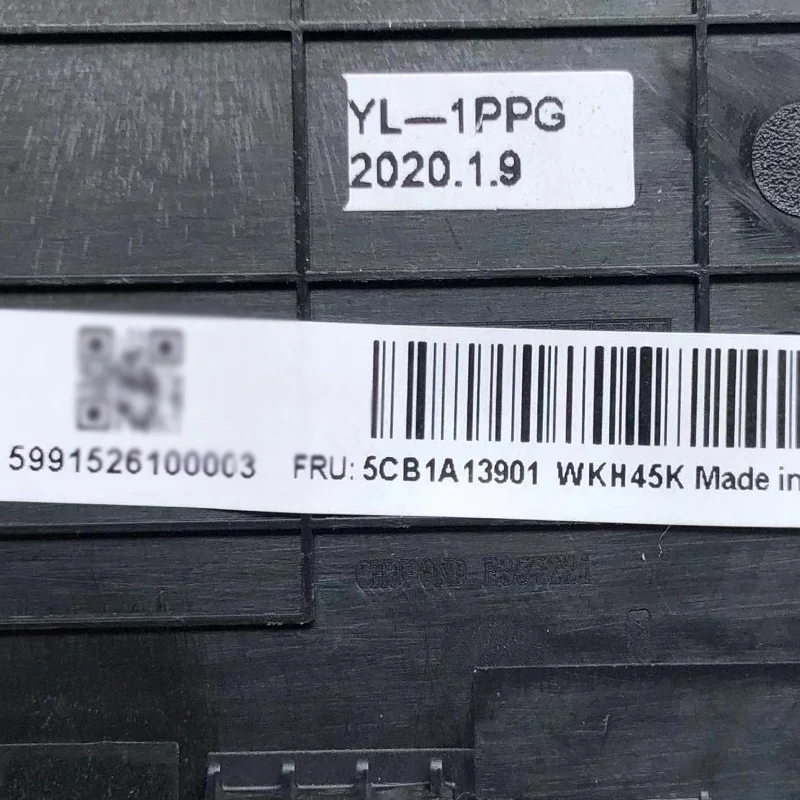 YL—1PPG
2020.1.9
5991526100003 FRU: 5CB1A13901 WKH45K Made in